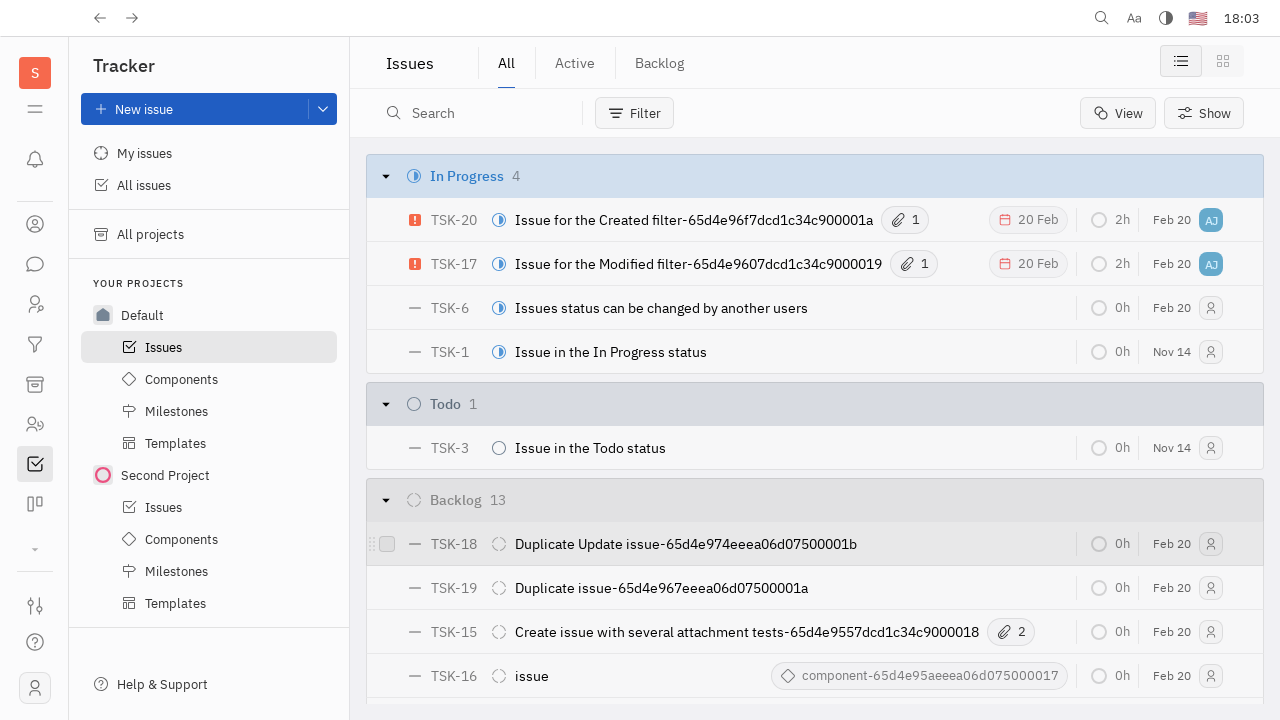 Aa 18:03
S
Tracker
New issue
My issues
All issues
All projects
YOUR PROJECTS
Default
Issues
Components
Milestones
Templates
Second Project
Issues
Components
Milestones
Templates
Help & Support
Issues All Active Backlog
Search Filter View Show
In Progress 4
TSK-20 Issue for the Created filter-65d4e96f7dcd1c34c900001a 1 20 Feb 2h Feb 20 AJ
TSK-17 Issue for the Modified filter-65d4e9607dcd1c34c9000019 1 20 Feb 2h Feb 20 AJ
TSK-6 Issues status can be changed by another users 0h Feb 20
TSK-1 Issue in the In Progress status 0h Nov 14
Todo 1
TSK-3 Issue in the Todo status 0h Nov 14
Backlog 13
TSK-18 Duplicate Update issue-65d4e974eeea06d07500001b 0h Feb 20
TSK-19 Duplicate issue-65d4e967eeea06d07500001a 0h Feb 20
TSK-15 Create issue with several attachment tests-65d4e9557dcd1c34c9000018 2 0h Feb 20
TSK-16 issue component-65d4e95aeeea06d075000017 0h Feb 20